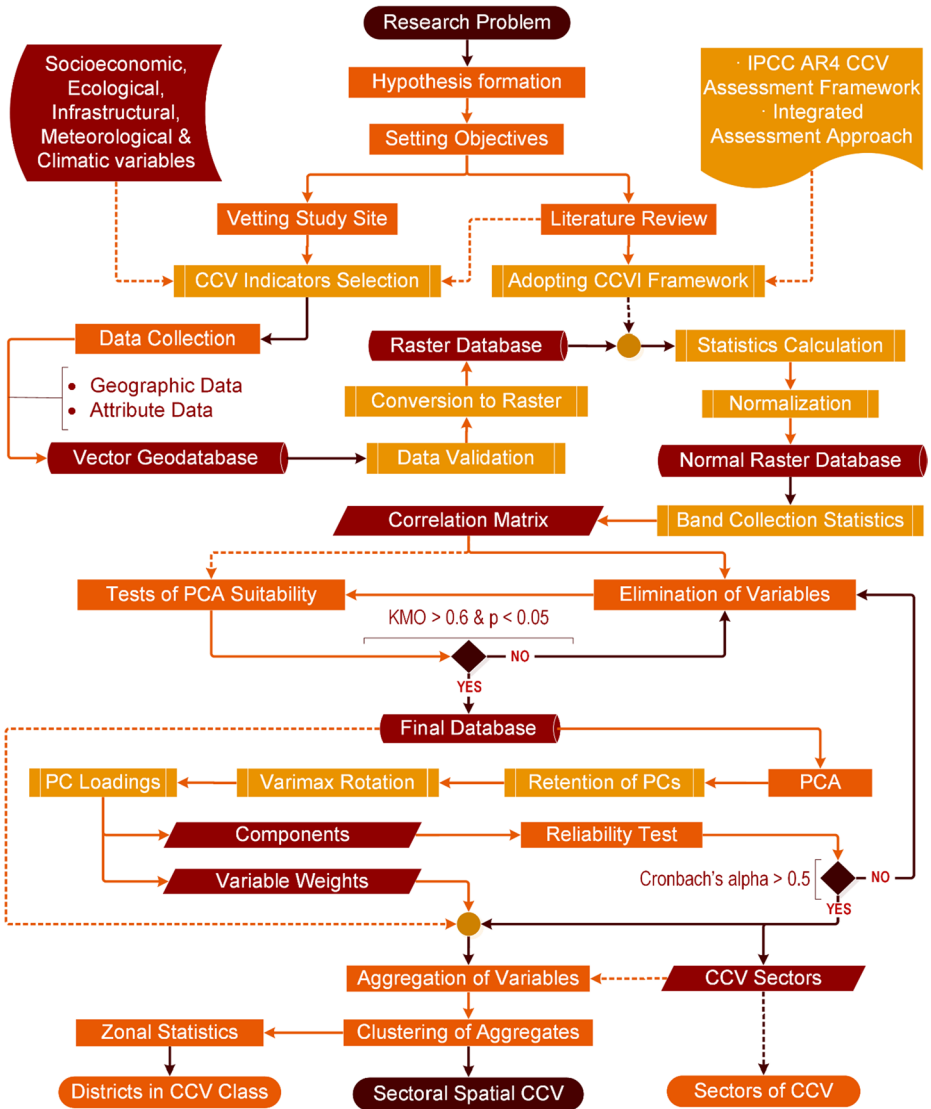 Research Problem
Socioeconomic,
Ecological,
Infrastructural,
Meteorological &
Climatic variables
Hypothesis formation
Setting Objectives
· IPCC AR4 CCV
Assessment Framework
· Integrated
Assessment Approach
Vetting Study Site
Literature Review
CCV Indicators Selection
Adopting CCVI Framework
Data Collection
• Geographic Data
• Attribute Data
Raster Database
Statistics Calculation
Conversion to Raster
Normalization
Vector Geodatabase
Data Validation
Normal Raster Database
Correlation Matrix
Band Collection Statistics
Tests of PCA Suitability
Elimination of Variables
KMO > 0.6 & p < 0.05
NO
YES
Final Database
PC Loadings
Varimax Rotation
Retention of PCs
PCA
Components
Reliability Test
Variable Weights
Cronbach's alpha > 0.5
NO
YES
Aggregation of Variables
CCV Sectors
Zonal Statistics
Clustering of Aggregates
Districts in CCV Class
Sectoral Spatial CCV
Sectors of CCV